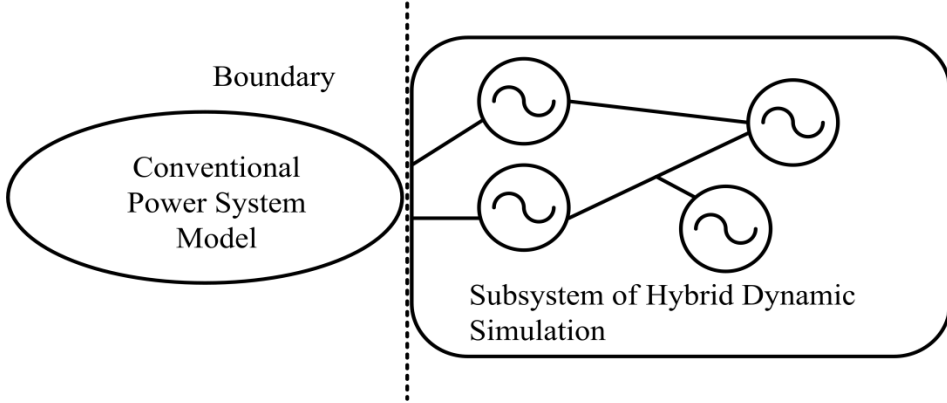 Boundary
Conventional
Power System
Model
Subsystem of Hybrid Dynamic
Simulation